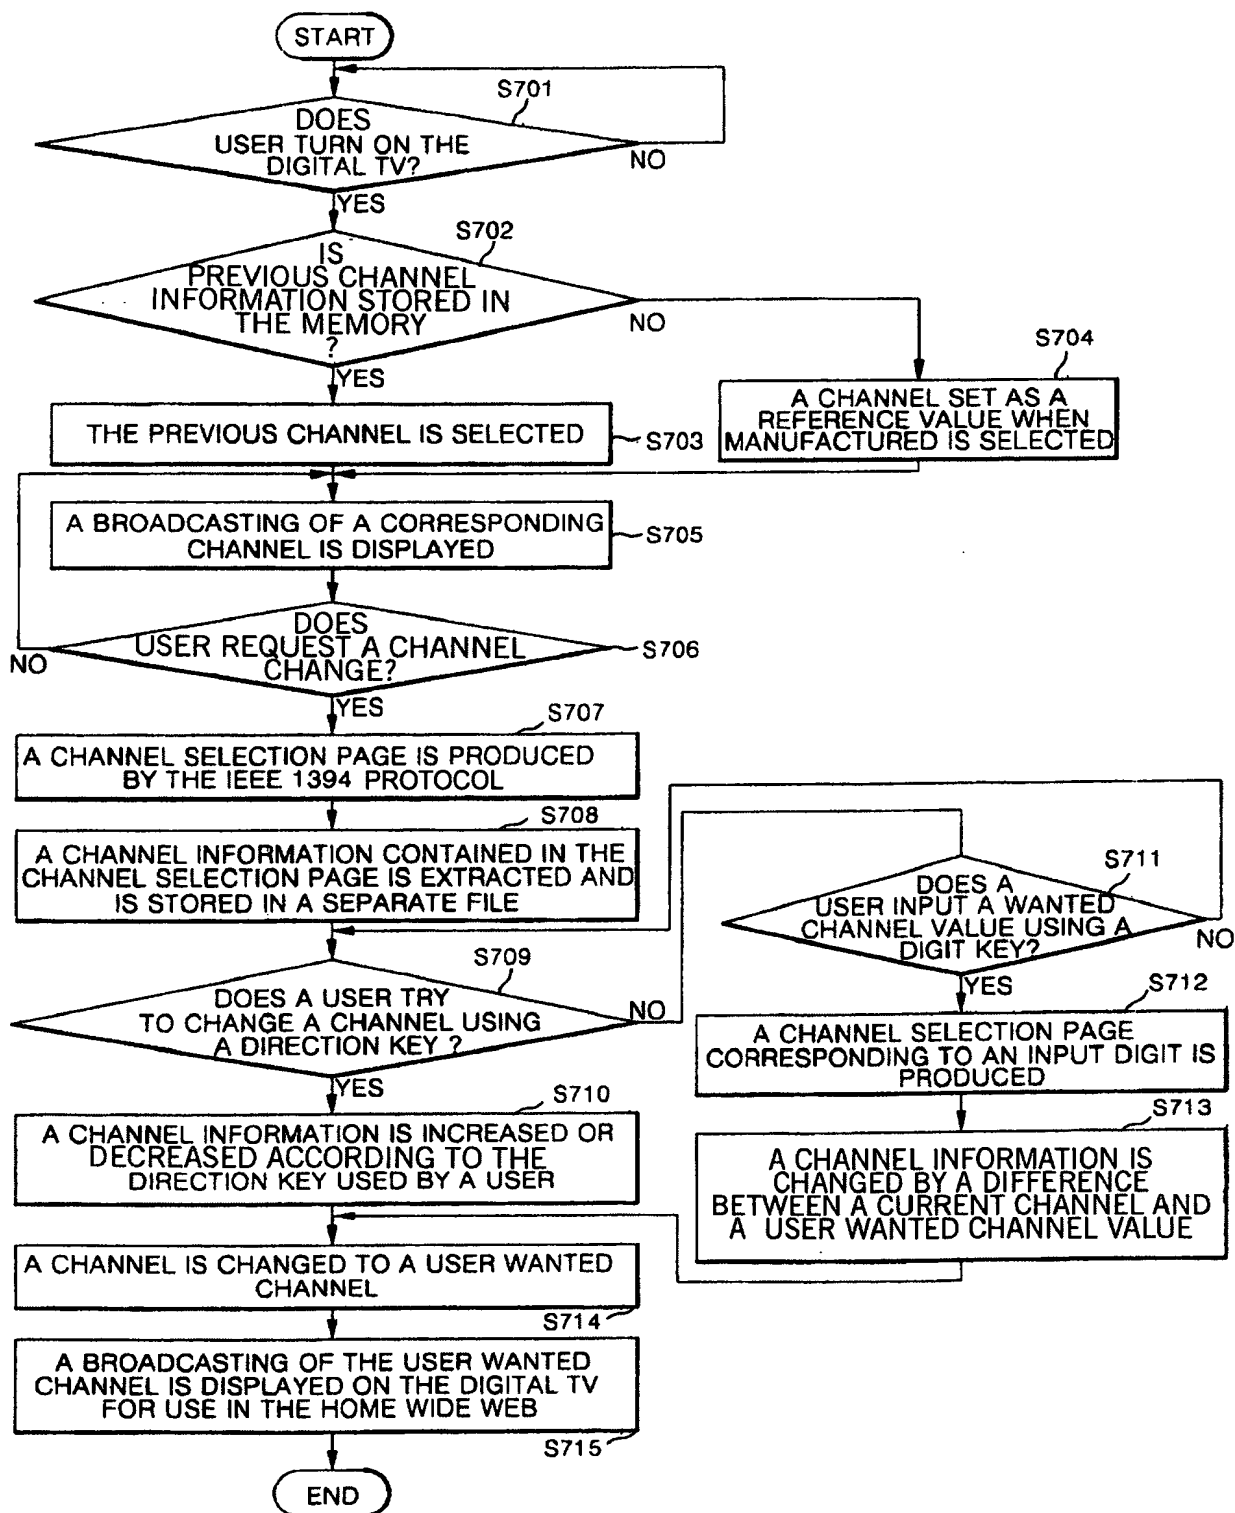 START
S701
DOES
USER TURN ON THE
DIGITAL TV?
NO
YES
S702
IS
PREVIOUS CHANNEL
INFORMATION STORED IN
THE MEMORY
?
NO
YES
S704
A CHANNEL SET AS A
REFERENCE VALUE WHEN
MANUFACTURED IS SELECTED
THE PREVIOUS CHANNEL IS SELECTED
S703
A BROADCASTING OF A CORRESPONDING
CHANNEL IS DISPLAYED
S705
DOES
USER REQUEST A CHANNEL
CHANGE?
S706
NO
YES
S707
A CHANNEL SELECTION PAGE IS PRODUCED
BY THE IEEE 1394 PROTOCOL
S708
A CHANNEL INFORMATION CONTAINED IN THE
CHANNEL SELECTION PAGE IS EXTRACTED AND
IS STORED IN A SEPARATE FILE
S709
DOES A USER TRY
TO CHANGE A CHANNEL USING
A DIRECTION KEY ?
NO
YES
S711
DOES A
USER INPUT A WANTED
CHANNEL VALUE USING A
DIGIT KEY?
NO
YES
S712
A CHANNEL SELECTION PAGE
CORRESPONDING TO AN INPUT DIGIT IS
PRODUCED
S710
A CHANNEL INFORMATION IS INCREASED OR
DECREASED ACCORDING TO THE
DIRECTION KEY USED BY A USER
S713
A CHANNEL INFORMATION IS
CHANGED BY A DIFFERENCE
BETWEEN A CURRENT CHANNEL AND
A USER WANTED CHANNEL VALUE
A CHANNEL IS CHANGED TO A USER WANTED
CHANNEL
S714
A BROADCASTING OF THE USER WANTED
CHANNEL IS DISPLAYED ON THE DIGITAL TV
FOR USE IN THE HOME WIDE WEB
S715
END